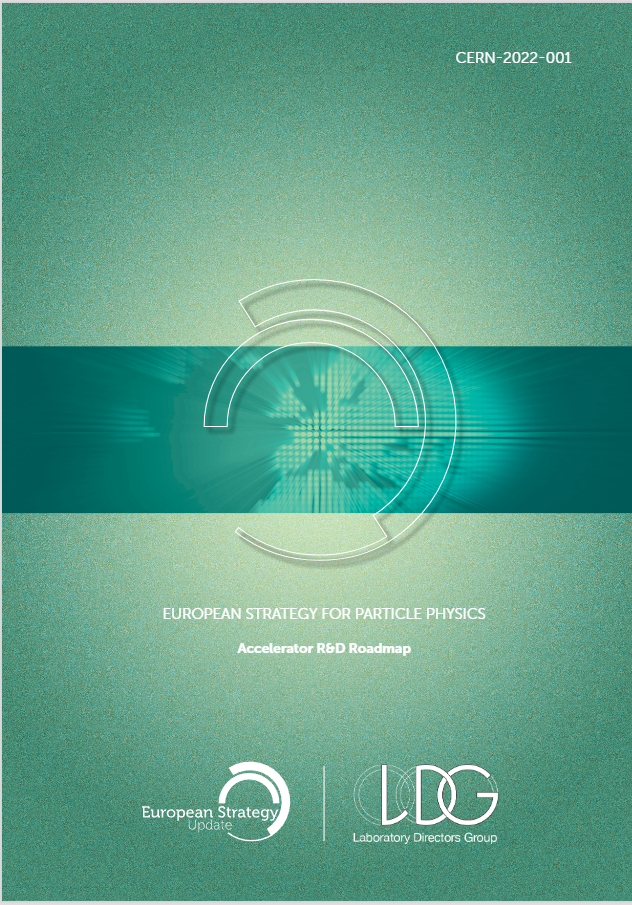 CERN-2022-001
EUROPEAN STRATEGY FOR PARTICLE PHYSICS
Accelerator R&D Roadmap
European Strategy
Update
LDG
Laboratory Directors Group